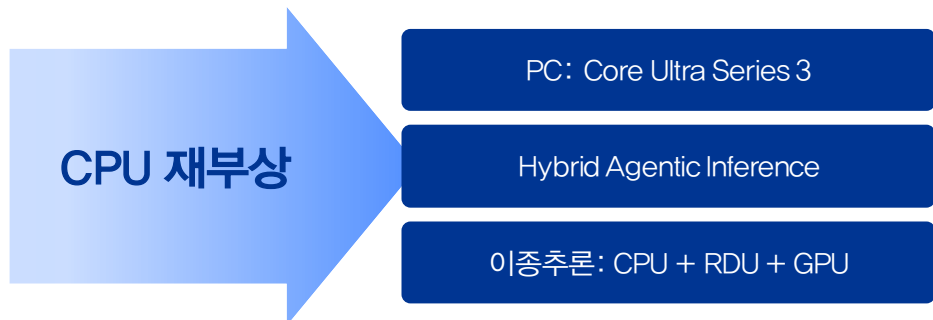 CPU 재부상
PC: Core Ultra Series 3
Hybrid Agentic Inference
이종추론: CPU + RDU + GPU